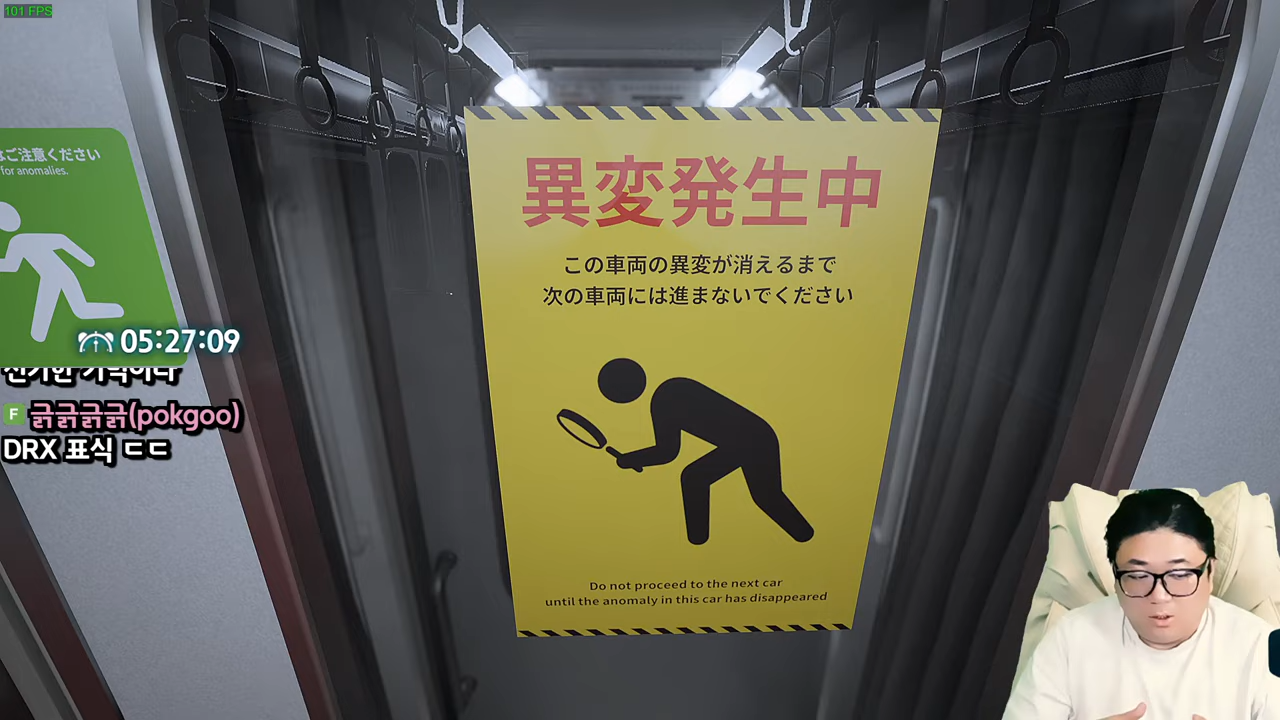 101 FPS
はご注意ください
for anomalies.
異変発生中
この車両の異変が消えるまで
次の車両には進まないでください
Do not proceed to the next car
until the anomaly in this car has disappeared
05:27:09
F 긁긁긁긁(pokgoo)
DRX 표식 ㄷㄷ